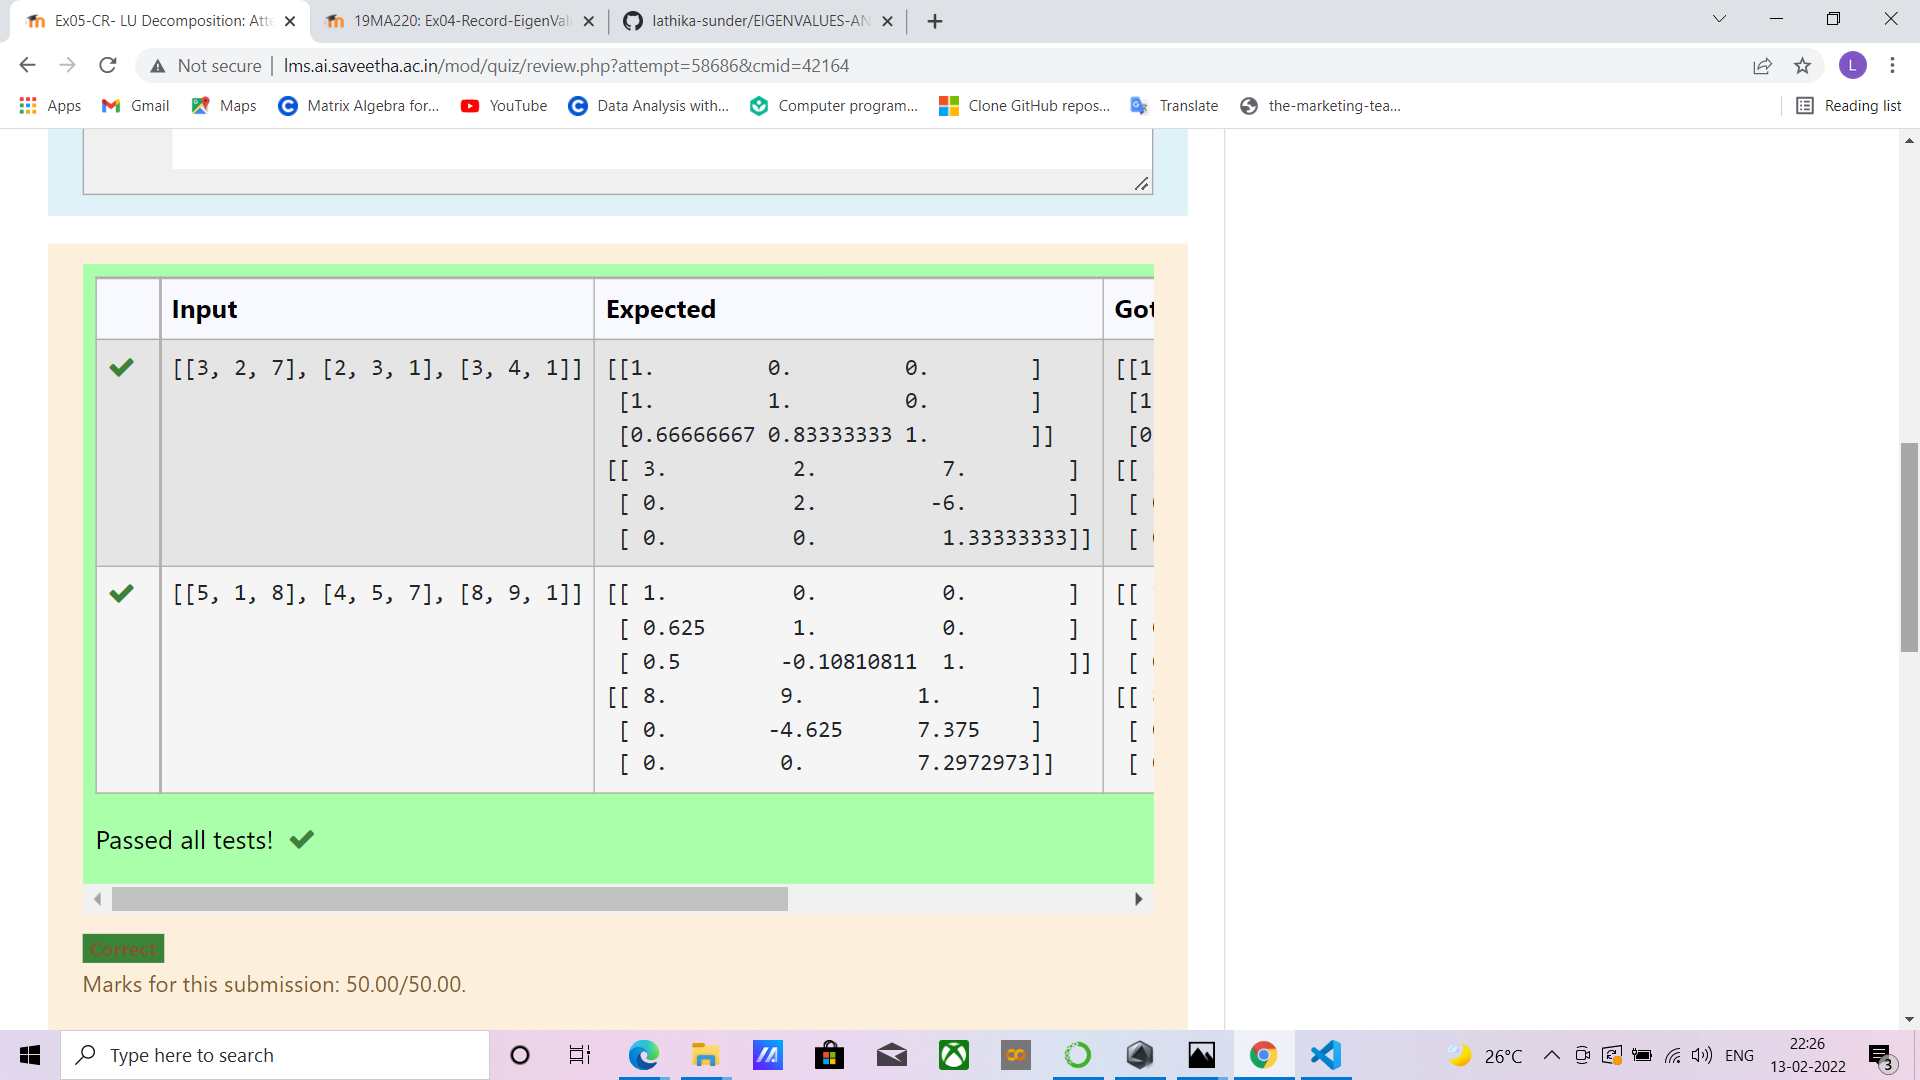 Ex05-CR- LU Decomposition: Atte
19MA220: Ex04-Record-EigenValu
lathika-sunder/EIGENVALUES-AN
Not secure
lms.ai.saveetha.ac.in/mod/quiz/review.php?attempt=58686&cmid=42164
L
Apps
Gmail
Maps
Matrix Algebra for...
YouTube
Data Analysis with...
Computer program...
Clone GitHub repos...
Translate
the-marketing-tea...
Reading list
Input Expected Got
[[3, 2, 7], [2, 3, 1], [3, 4, 1]] [[1. 0. 0. ] [[1
[1. 1. 0. ] [1
[0.66666667 0.83333333 1. ]] [0
[[ 3. 2. 7. ] [[
[ 0. 2. -6. ] [
[ 0. 0. 1.33333333]] [
[[5, 1, 8], [4, 5, 7], [8, 9, 1]] [[ 1. 0. 0. ] [[
[ 0.625 1. 0. ] [
[ 0.5 -0.10810811 1. ]] [
[[ 8. 9. 1. ] [[
[ 0. -4.625 7.375 ] [
[ 0. 0. 7.2972973]] [
Passed all tests!
Correct
Marks for this submission: 50.00/50.00.
Type here to search
26°C
ENG
22:26
13-02-2022
3